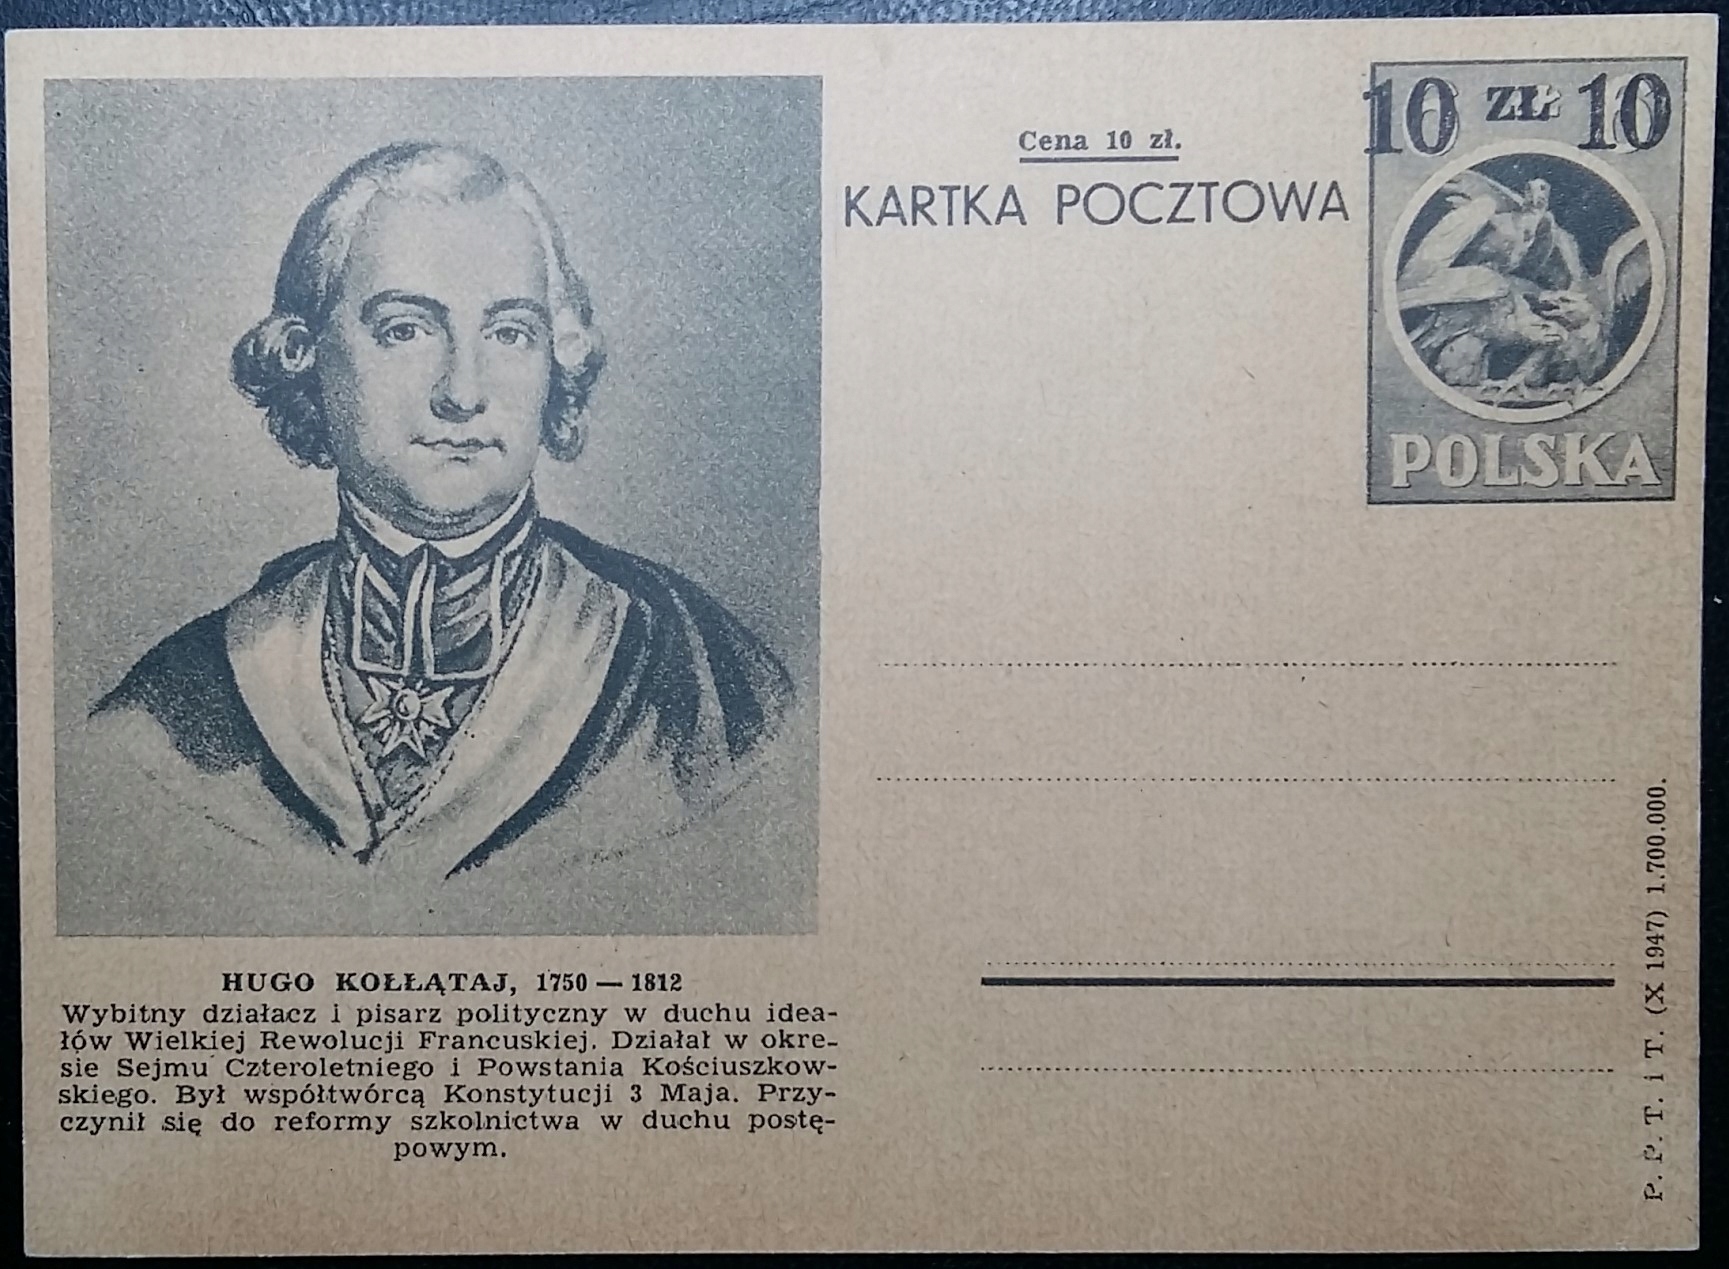 Cena 10 zł.
KARTKA POCZTOWA
10 ZŁ 10
POLSKA
HUGO KOŁŁĄTAJ, 1750 — 1812
Wybitny działacz i pisarz polityczny w duchu idea-
łów Wielkiej Rewolucji Francuskiej. Działał w okre-
sie Sejmu Czteroletniego i Powstania Kościuszkow-
skiego. Był współtwórcą Konstytucji 3 Maja. Przy-
czynił się do reformy szkolnictwa w duchu postę-
powym.
P. P. T. i T. (X 1947) 1.700.000.